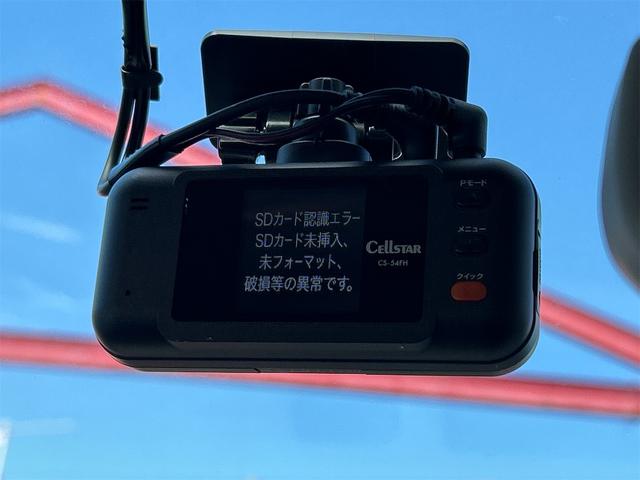 Pモード
SDカード認識エラー
SDカード未挿入、
未フォーマット、
破損等の異常です。
CELLSTAR
CS-54FH
メニュー
クイック